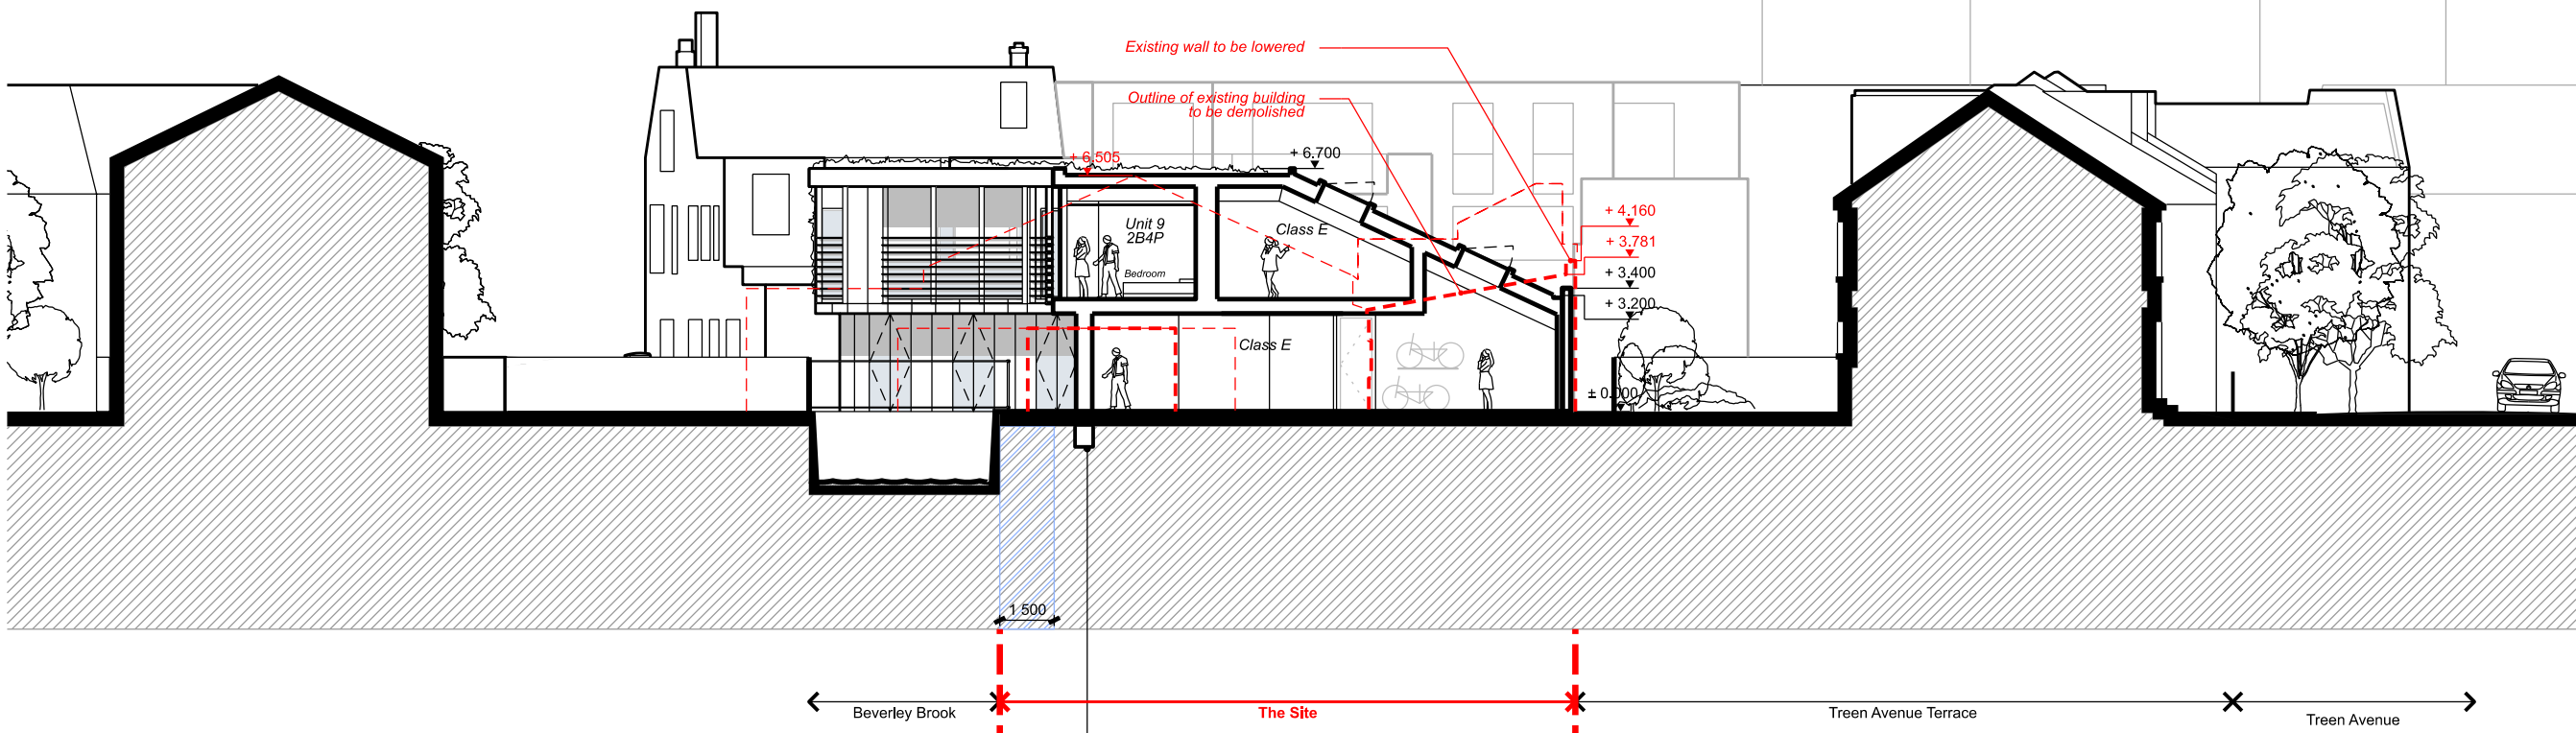 Existing wall to be lowered
Outline of existing building
to be demolished
+ 6.505
+ 6.700
+ 4.160
+ 3.781
+ 3.400
+ 3.200
Unit 9
2B4P
Class E
Bedroom
Class E
± 0.000
1 500
Beverley Brook
The Site
Treen Avenue Terrace
Treen Avenue